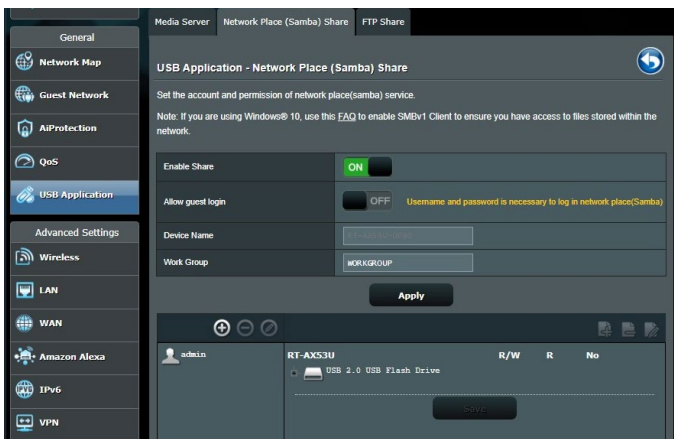 Media Server
Network Place (Samba) Share
FTP Share
General
Network Map
Guest Network
AiProtection
QoS
USB Application
Advanced Settings
Wireless
LAN
WAN
Amazon Alexa
IPv6
VPN
USB Application - Network Place (Samba) Share
Set the account and permission of network place(samba) service.
Note: If you are using Windows® 10, use this FAQ to enable SMBv1 Client to ensure you have access to files stored within the
network.
Enable Share
ON
Allow guest login
OFF
Username and password is necessary to log in network place(Samba)
Device Name
Work Group
WORKGROUP
Apply
admin
RT-AX53U
R/W
R
No
USB 2.0 USB Flash Drive
Save